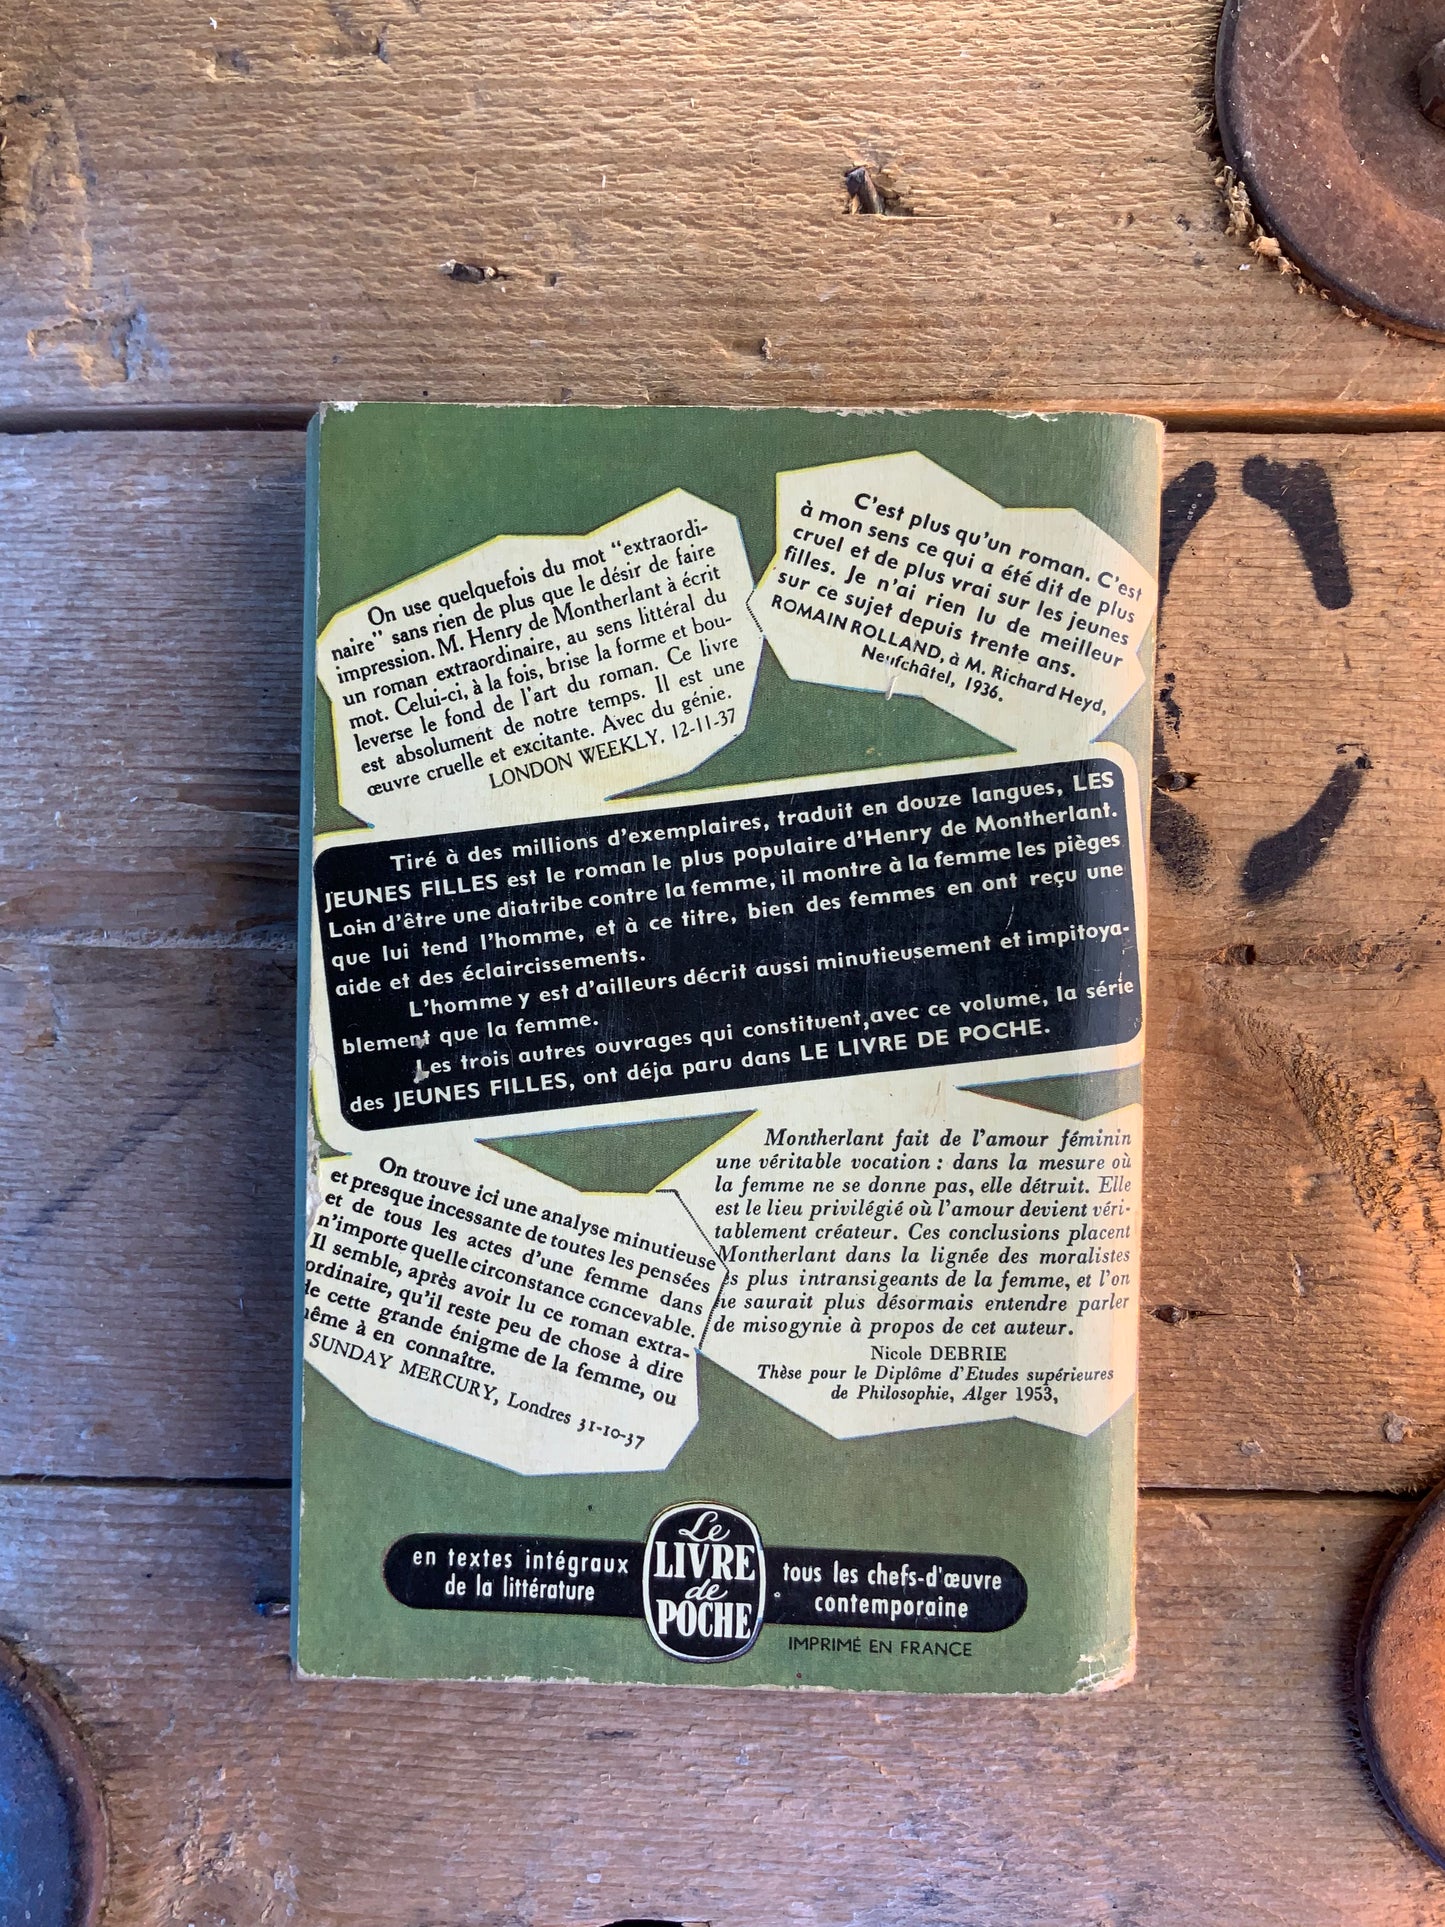 On use quelquefois du mot "extraordi-
naire" sans rien de plus que le désir de faire
impression. M. Henry de Montherlant à écrit
un roman extraordinaire, au sens littéral du
mot. Celui-ci, à la fois, brise la forme et bou-
leverse le fond de l'art du roman. Ce livre
est absolument de notre temps. Il est une
œuvre cruelle et excitante. Avec du génie.
LONDON WEEKLY. 12-11-37
C'est plus qu'un roman. C'est
à mon sens ce qui a été dit de plus
cruel et de plus vrai sur les jeunes
filles. Je n'ai rien lu de meilleur
sur ce sujet depuis trente ans.
ROMAIN ROLLAND, à M. Richard Heyd,
Neufchâtel, 1936.
Tiré à des millions d'exemplaires, traduit en douze langues, LES
JEUNES FILLES est le roman le plus populaire d'Henry de Montherlant.
Loin d'être une diatribe contre la femme, il montre à la femme les pièges
que lui tend l'homme, et à ce titre, bien des femmes en ont reçu une
aide et des éclaircissements.
L'homme y est d'ailleurs décrit aussi minutieusement et impitoya-
blement que la femme.
Les trois autres ouvrages qui constituent, avec ce volume, la série
des JEUNES FILLES, ont déja paru dans LE LIVRE DE POCHE.
On trouve ici une analyse minutieuse
et presque incessante de toutes les pensées
et de tous les actes d'une femme dans
n'importe quelle circonstance concevable.
Il semble, après avoir lu ce roman extra-
ordinaire, qu'il reste peu de chose à dire
de cette grande énigme de la femme, ou
ième à en connaître.
SUNDAY MERCURY, Londres 31-10-37
Montherlant fait de l'amour féminin
une véritable vocation : dans la mesure où
la femme ne se donne pas, elle détruit. Elle
est le lieu privilégié où l'amour devient véri-
tablement créateur. Ces conclusions placent
Montherlant dans la lignée des moralistes
es plus intransigeants de la femme, et l'on
ne saurait plus désormais entendre parler
de misogynie à propos de cet auteur.
Nicole DEBRIE
Thèse pour le Diplôme d'Etudes supérieures
de Philosophie, Alger 1953,
en textes intégraux
de la littérature
Le
LIVRE
de
POCHE
tous les chefs-d'œuvre
contemporaine
IMPRIMÉ EN FRANCE